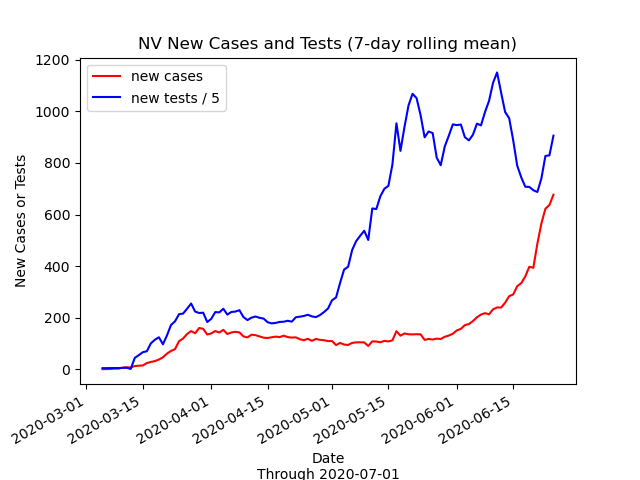 NV New Cases and Tests (7-day rolling mean)
new cases
new tests / 5
1200
1000
800
600
400
200
0
New Cases or Tests
2020-03-01
2020-03-15
2020-04-01
2020-04-15
2020-05-01
2020-05-15
2020-06-01
2020-06-15
Date
Through 2020-07-01